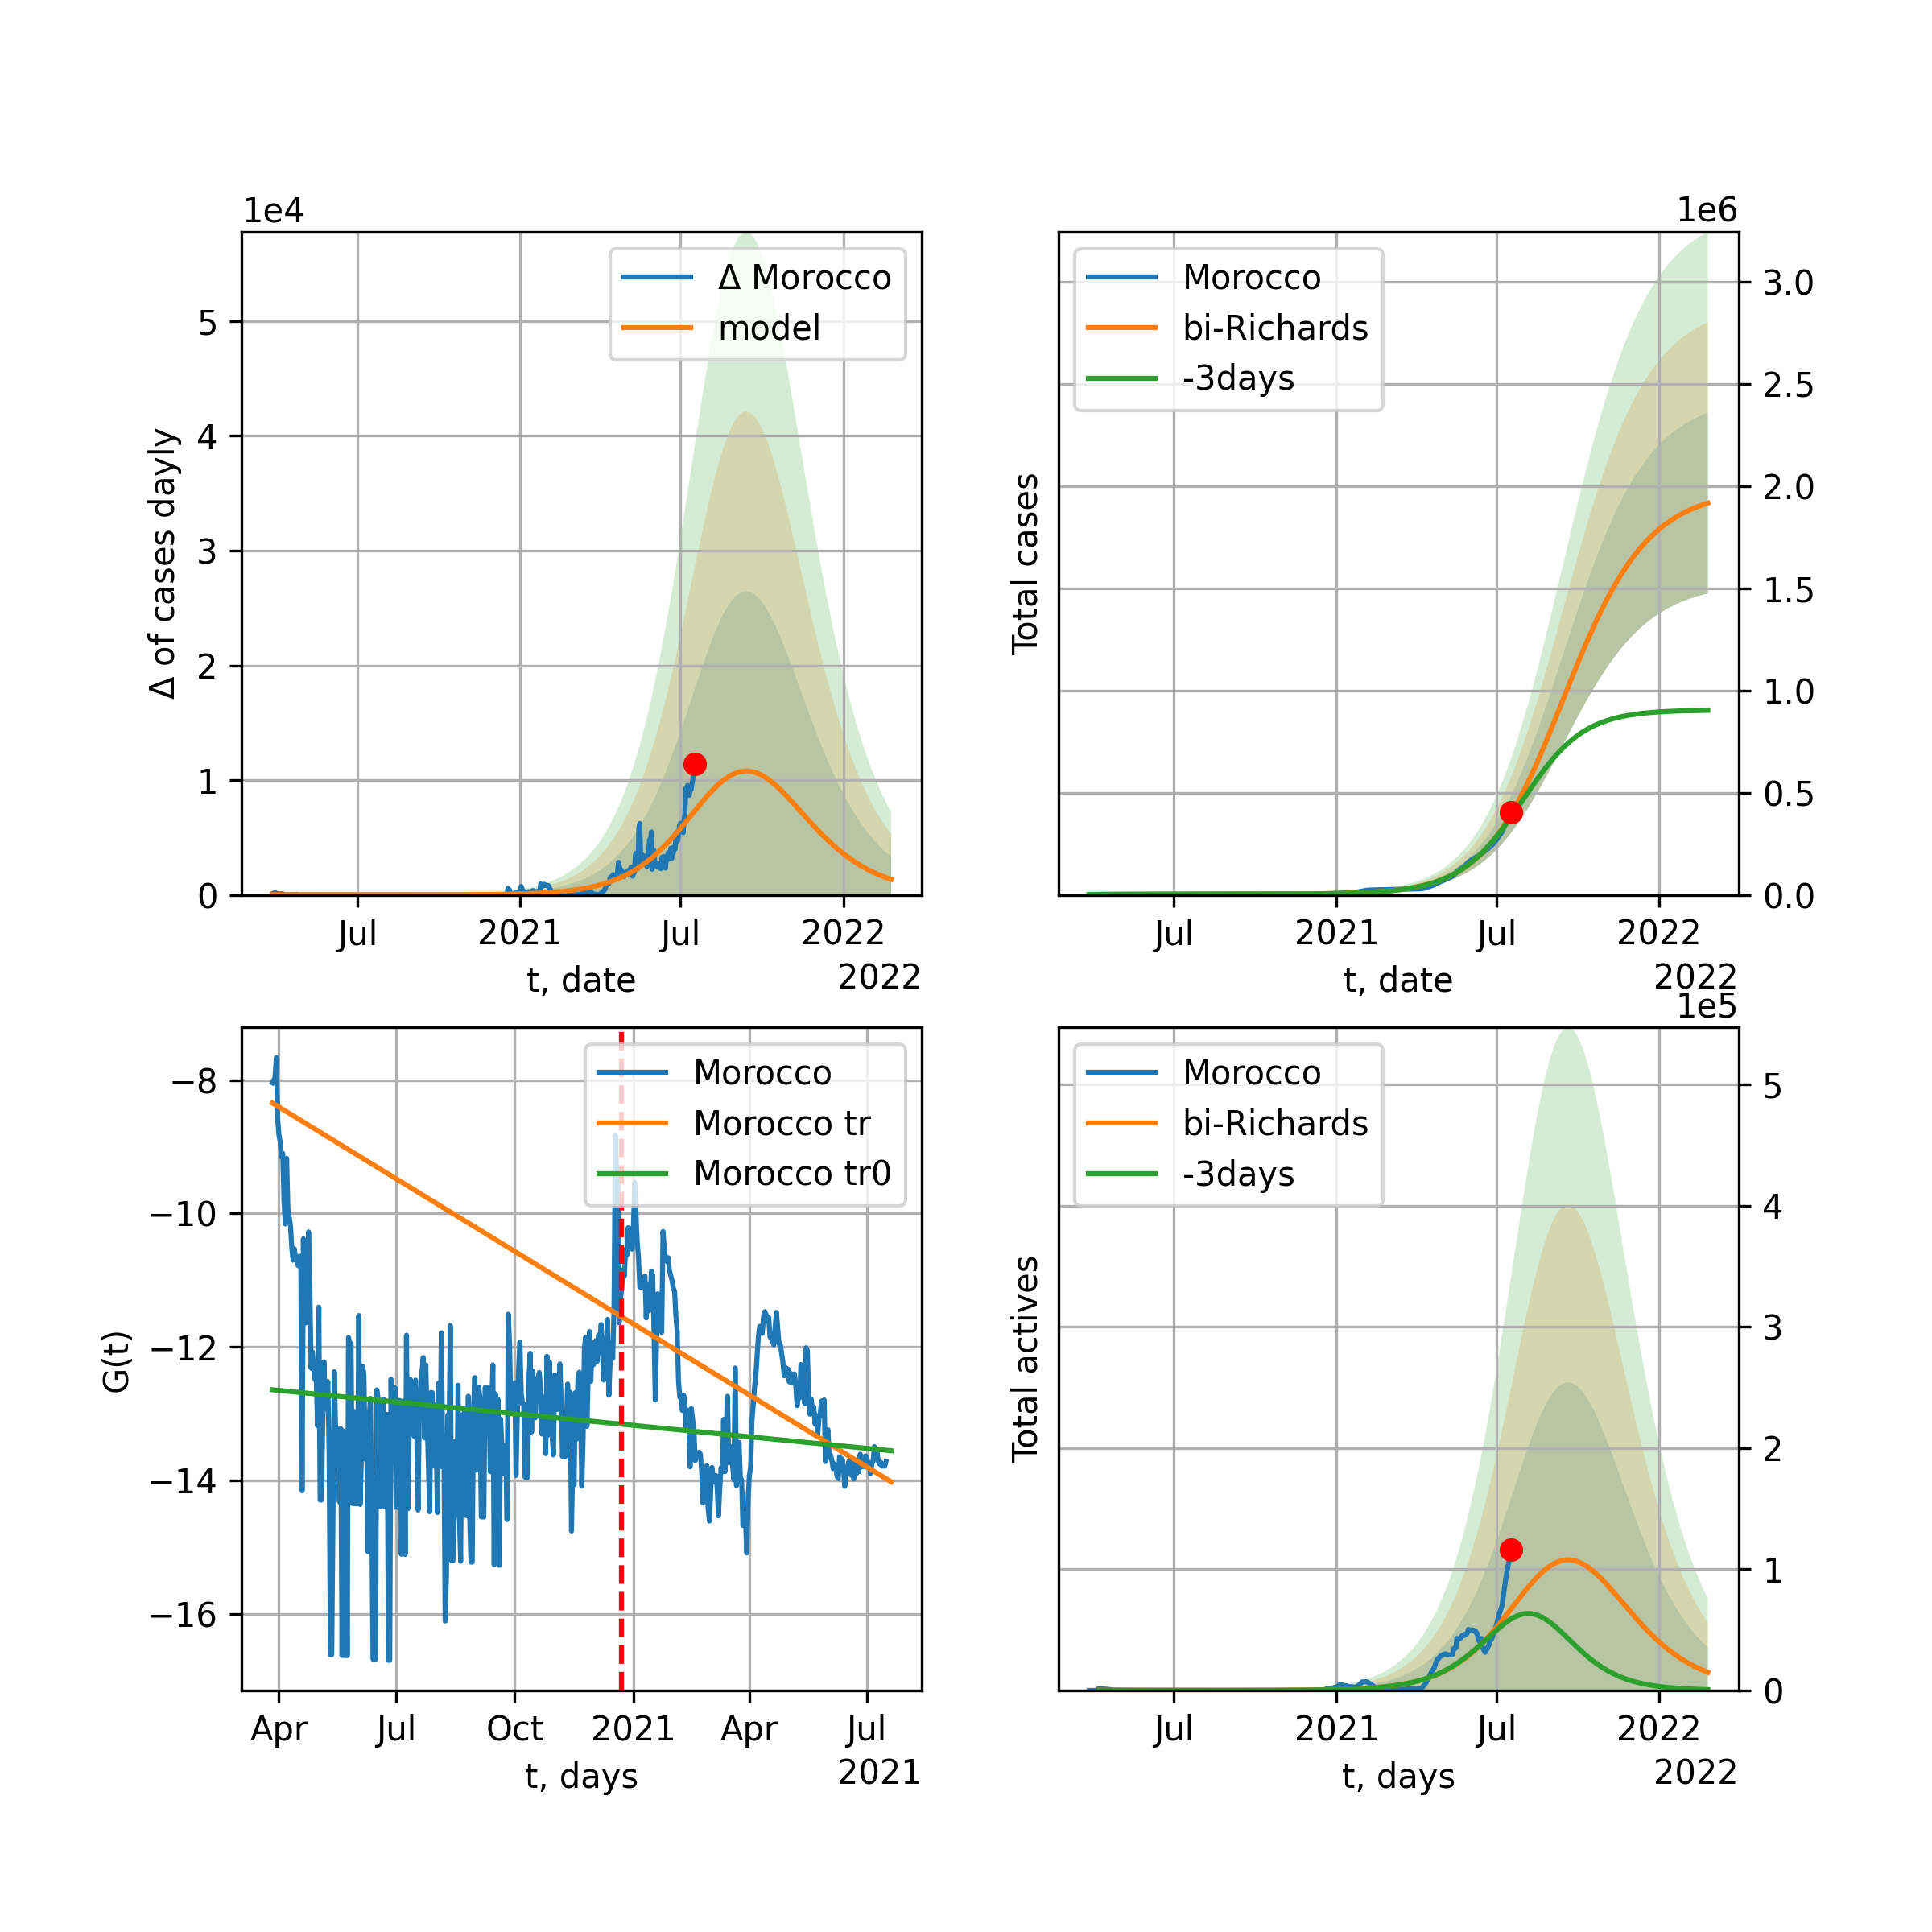 1e4
Δ Morocco
model
5
4
3
2
1
0
Δ of cases dayly
Jul 2021 Jul 2022
t, date
2022
1e6
Morocco
bi-Richards
-3days
3.0
2.5
2.0
1.5
1.0
0.5
0.0
Total cases
Jul 2021 Jul 2022
t, date
2022
Morocco
Morocco tr
Morocco tr0
−8
−10
−12
−14
−16
G(t)
Apr Jul Oct 2021 Apr Jul
t, days
2021
1e5
Morocco
bi-Richards
-3days
5
4
3
2
1
0
Total actives
Jul 2021 Jul 2022
t, days
2022